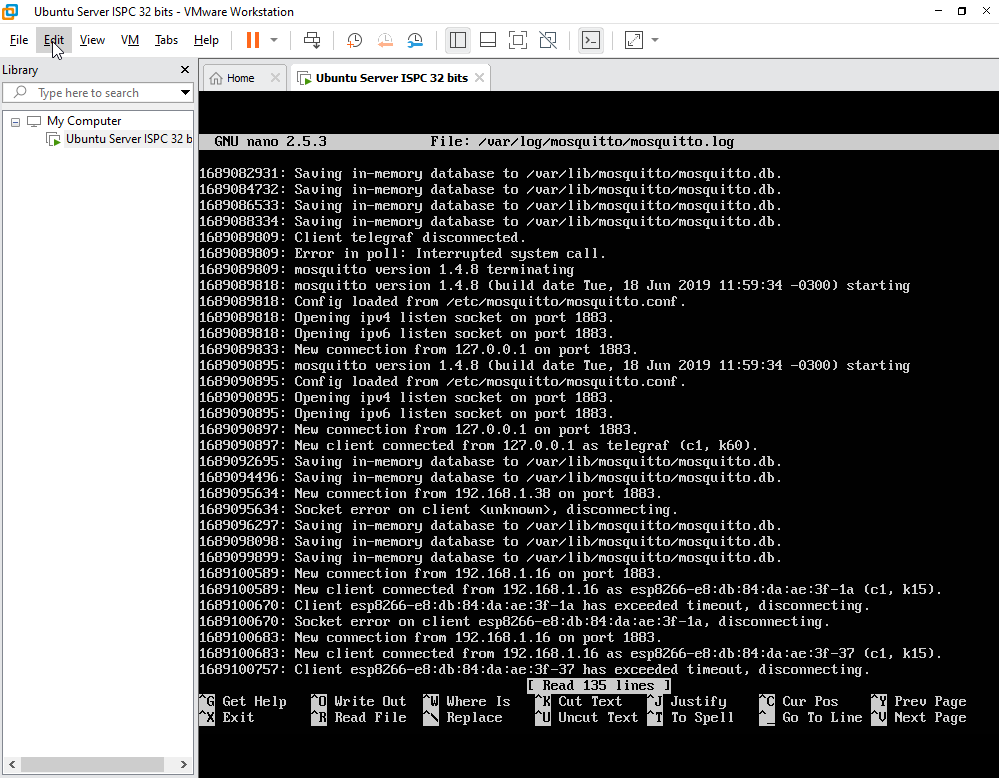 Ubuntu Server ISPC 32 bits - VMware Workstation
File Edit View VM Tabs Help
Library
Home
Ubuntu Server ISPC 32 bits
Type here to search
My Computer
Ubuntu Server ISPC 32 b
GNU nano 2.5.3 File: /var/log/mosquitto/mosquitto.log
1689082931: Saving in-memory database to /var/lib/mosquitto/mosquitto.db.
1689084732: Saving in-memory database to /var/lib/mosquitto/mosquitto.db.
1689086533: Saving in-memory database to /var/lib/mosquitto/mosquitto.db.
1689088334: Saving in-memory database to /var/lib/mosquitto/mosquitto.db.
1689089809: Client telegraf disconnected.
1689089809: Error in poll: Interrupted system call.
1689089809: mosquitto version 1.4.8 terminating
1689089818: mosquitto version 1.4.8 (build date Tue, 18 Jun 2019 11:59:34 -0300) starting
1689089818: Config loaded from /etc/mosquitto/mosquitto.conf.
1689089818: Opening ipv4 listen socket on port 1883.
1689089818: Opening ipv6 listen socket on port 1883.
1689089833: New connection from 127.0.0.1 on port 1883.
1689090895: mosquitto version 1.4.8 (build date Tue, 18 Jun 2019 11:59:34 -0300) starting
1689090895: Config loaded from /etc/mosquitto/mosquitto.conf.
1689090895: Opening ipv4 listen socket on port 1883.
1689090895: Opening ipv6 listen socket on port 1883.
1689090897: New connection from 127.0.0.1 on port 1883.
1689090897: New client connected from 127.0.0.1 as telegraf (c1, k60).
1689092695: Saving in-memory database to /var/lib/mosquitto/mosquitto.db.
1689094496: Saving in-memory database to /var/lib/mosquitto/mosquitto.db.
1689095634: New connection from 192.168.1.38 on port 1883.
1689095634: Socket error on client <unknown>, disconnecting.
1689096297: Saving in-memory database to /var/lib/mosquitto/mosquitto.db.
1689098098: Saving in-memory database to /var/lib/mosquitto/mosquitto.db.
1689099899: Saving in-memory database to /var/lib/mosquitto/mosquitto.db.
1689100589: New connection from 192.168.1.16 on port 1883.
1689100589: New client connected from 192.168.1.16 as esp8266-e8:db:84:da:ae:3f-1a (c1, k15).
1689100670: Client esp8266-e8:db:84:da:ae:3f-1a has exceeded timeout, disconnecting.
1689100670: Socket error on client esp8266-e8:db:84:da:ae:3f-1a, disconnecting.
1689100683: New connection from 192.168.1.16 on port 1883.
1689100683: New client connected from 192.168.1.16 as esp8266-e8:db:84:da:ae:3f-37 (c1, k15).
1689100757: Client esp8266-e8:db:84:da:ae:3f-37 has exceeded timeout, disconnecting.
[ Read 135 lines ]
^G Get Help ^O Write Out ^W Where Is ^K Cut Text ^J Justify ^C Cur Pos ^Y Prev Page
^X Exit ^R Read File ^\ Replace ^U Uncut Text ^T To Spell ^_ Go To Line ^V Next Page